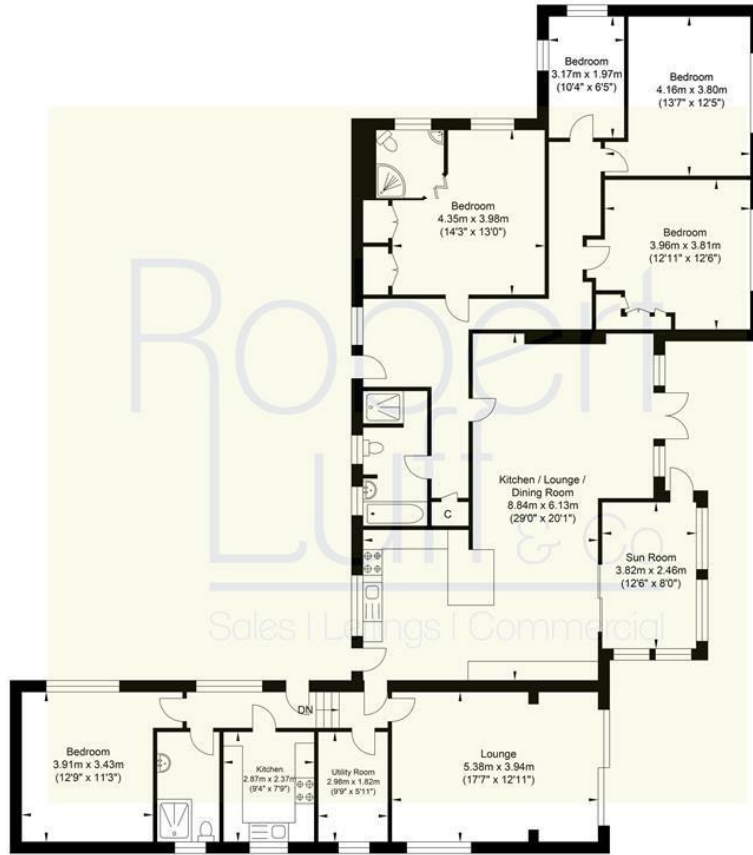 Bedroom
3.17m x 1.97m
(10'4" x 6'5")
Bedroom
4.16m x 3.80m
(13'7" x 12'5")
Bedroom
4.35m x 3.98m
(14'3" x 13'0")
Bedroom
3.96m x 3.81m
(12'11" x 12'6")
Robert
Luff
& Co
Sales | Lettings | Commercial
Kitchen / Lounge /
Dining Room
8.84m x 6.13m
(29'0" x 20'1")
C
Sun Room
3.82m x 2.46m
(12'6" x 8'0")
DN
Bedroom
3.91m x 3.43m
(12'9" x 11'3")
Kitchen
2.87m x 2.37m
(9'4" x 7'9")
Utility Room
2.98m x 1.82m
(9'9" x 5'11")
Lounge
5.38m x 3.94m
(17'7" x 12'11")